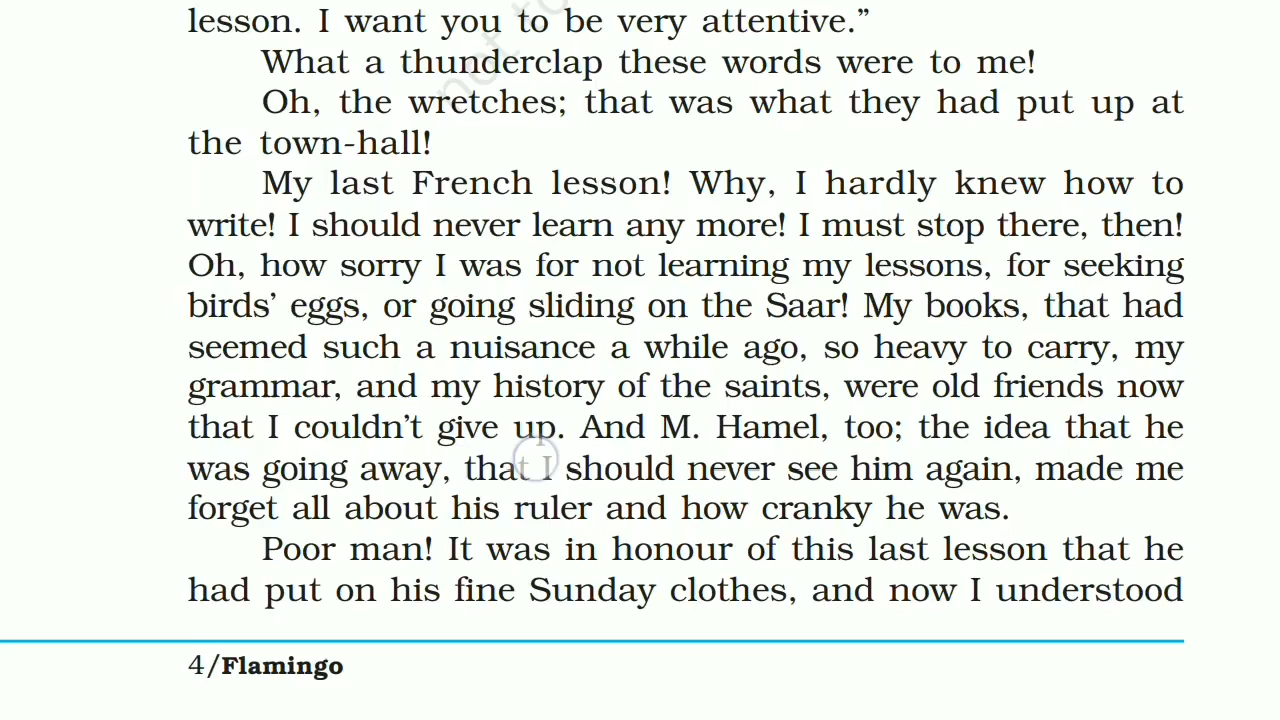 lesson. I want you to be very attentive.”
What a thunderclap these words were to me!
Oh, the wretches; that was what they had put up at
the town-hall!
My last French lesson! Why, I hardly knew how to
write! I should never learn any more! I must stop there, then!
Oh, how sorry I was for not learning my lessons, for seeking
birds’ eggs, or going sliding on the Saar! My books, that had
seemed such a nuisance a while ago, so heavy to carry, my
grammar, and my history of the saints, were old friends now
that I couldn’t give up. And M. Hamel, too; the idea that he
was going away, that I should never see him again, made me
forget all about his ruler and how cranky he was.
Poor man! It was in honour of this last lesson that he
had put on his fine Sunday clothes, and now I understood
4/Flamingo
not to